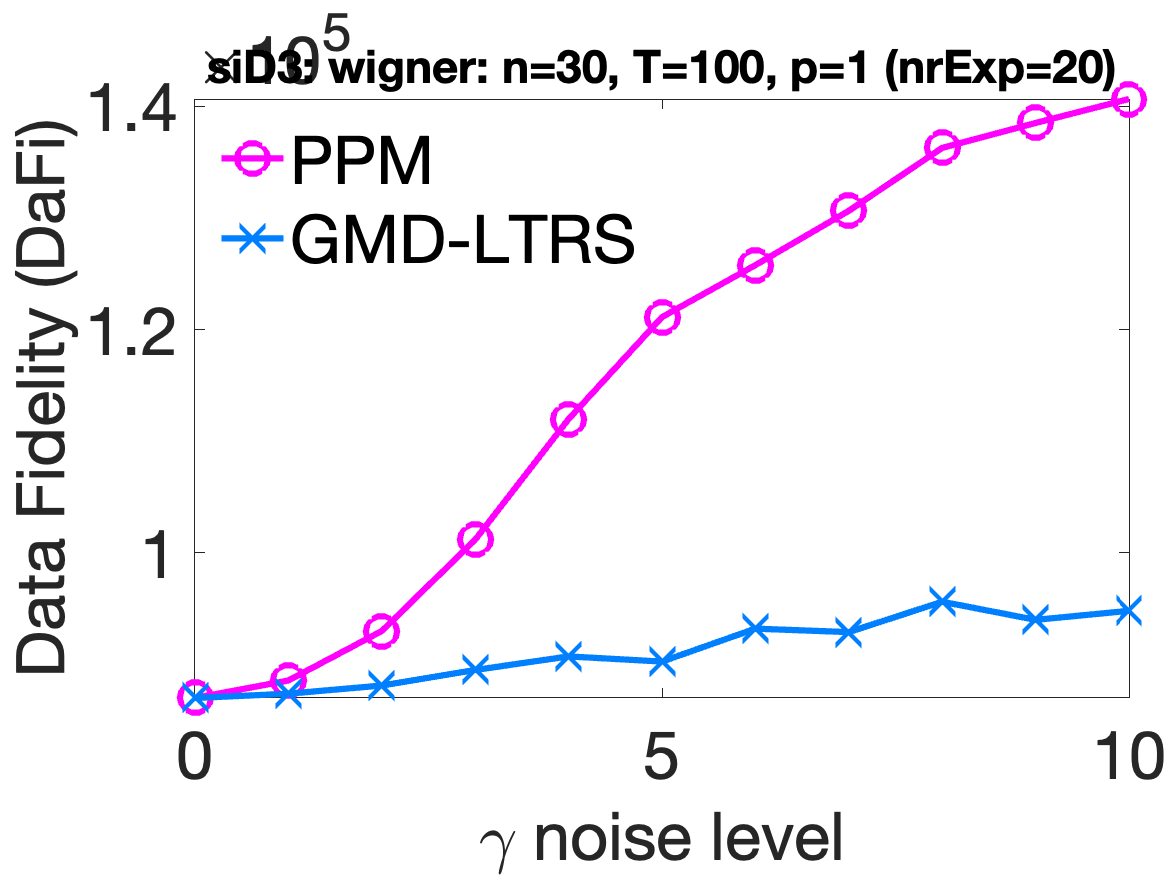 × 10^5
siD3: wigner: n=30, T=100, p=1 (nrExp=20)
Data Fidelity (DaFi)
1.4
1.2
1
PPM
GMD-LTRS
0 5 10
γ noise level